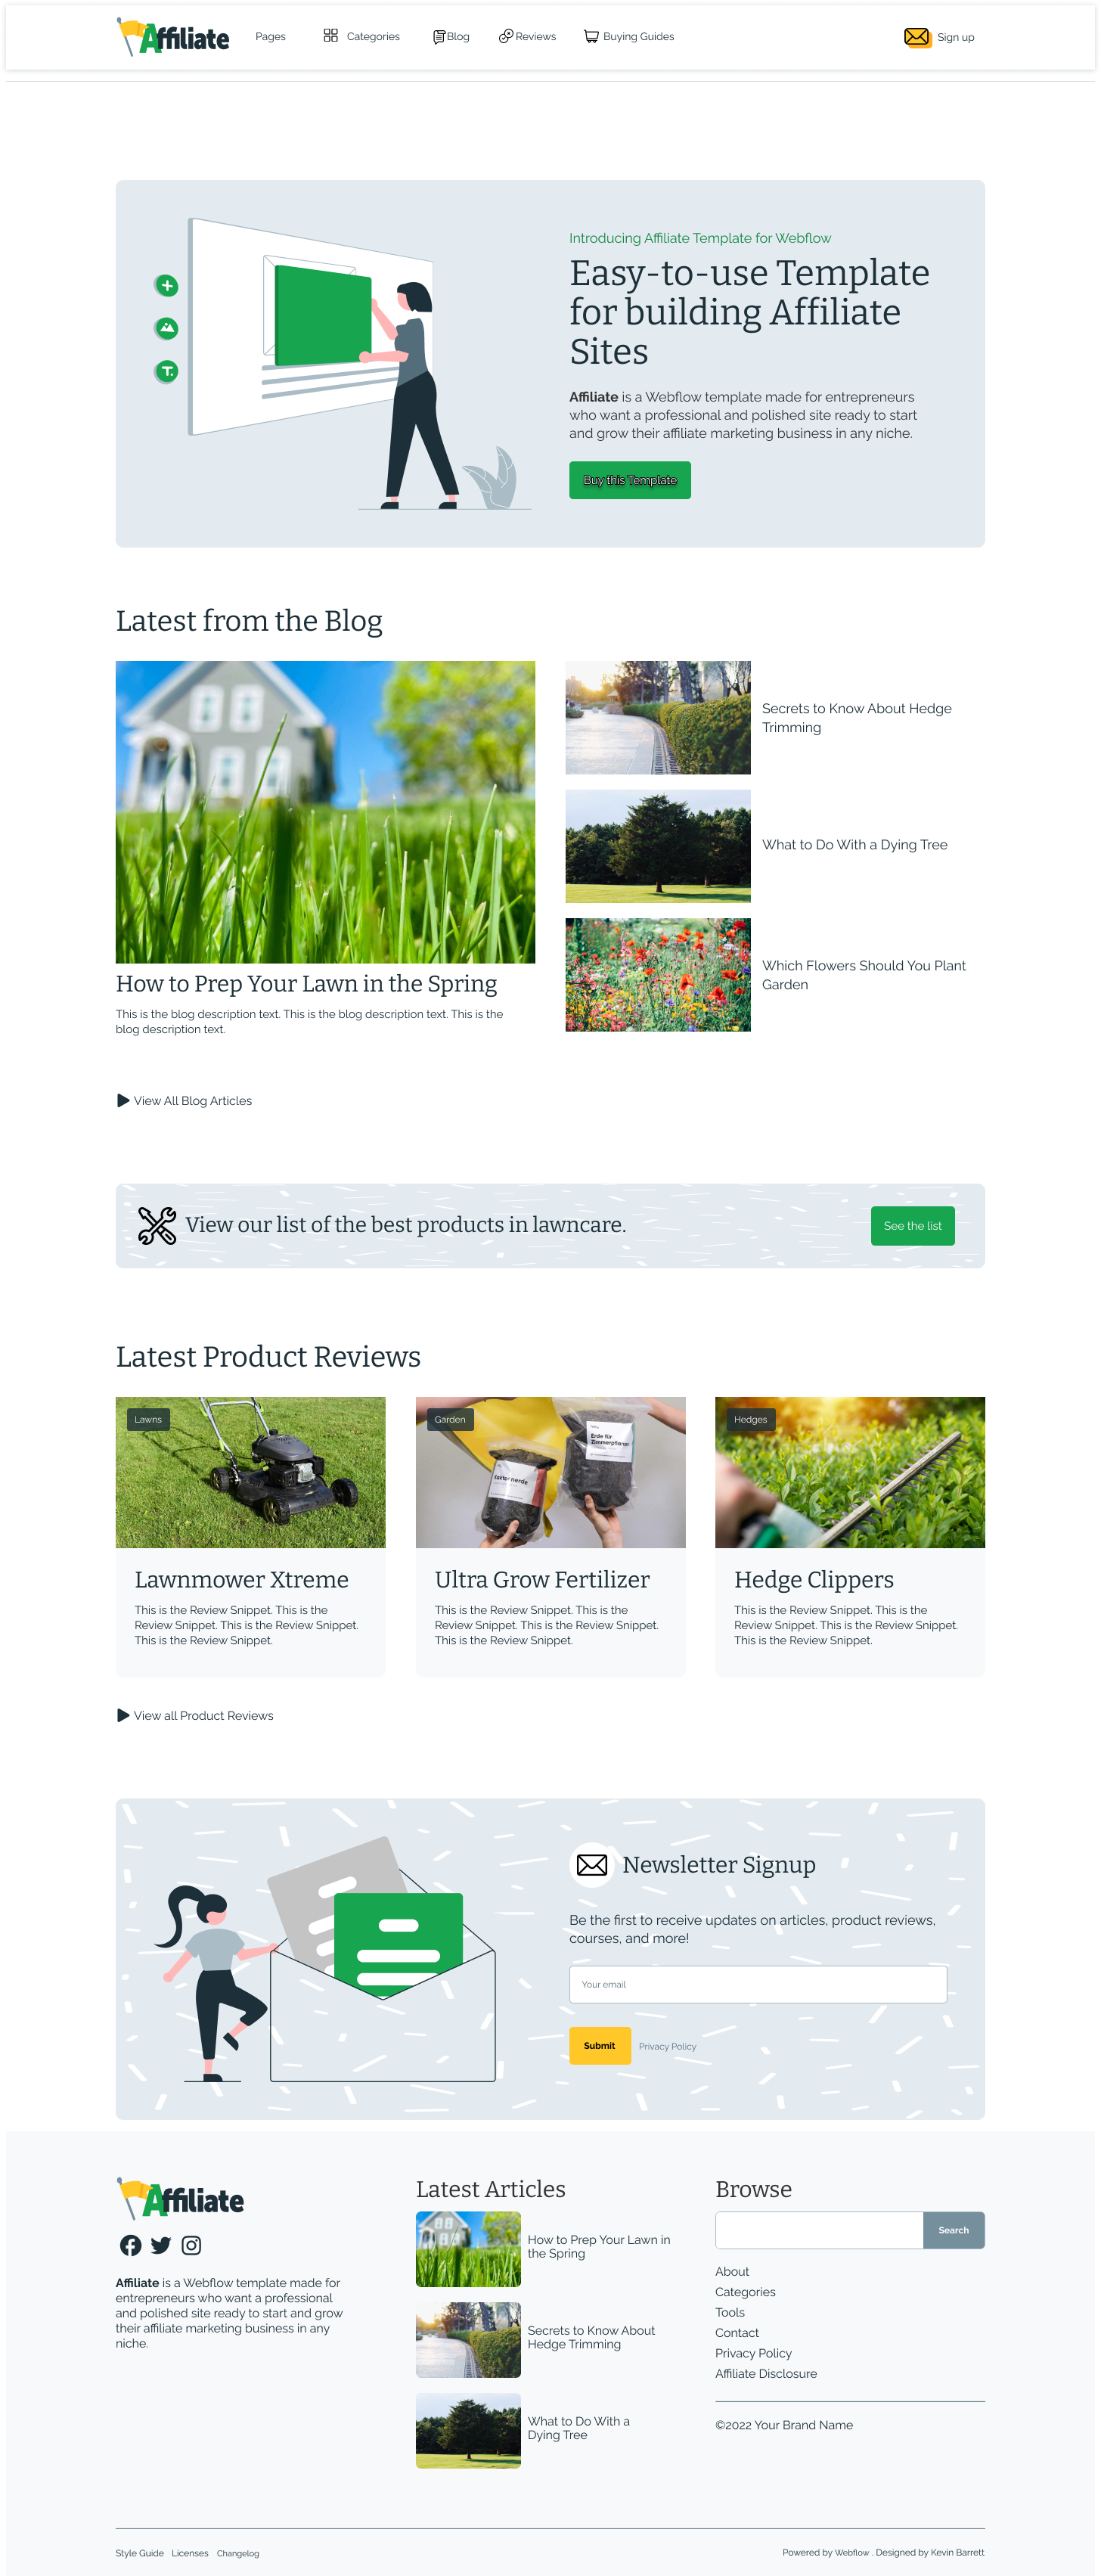 Affiliate
Pages
Categories
Blog
Reviews
Buying Guides
Sign up
Introducing Affiliate Template for Webflow
Easy-to-use Template
for building Affiliate
Sites
Affiliate is a Webflow template made for entrepreneurs
who want a professional and polished site ready to start
and grow their affiliate marketing business in any niche.
Buy this Template
T.
Latest from the Blog
How to Prep Your Lawn in the Spring
This is the blog description text. This is the blog description text. This is the
blog description text.
Secrets to Know About Hedge
Trimming
What to Do With a Dying Tree
Which Flowers Should You Plant
Garden
View All Blog Articles
View our list of the best products in lawncare.
See the list
Latest Product Reviews
Lawns
Lawnmower Xtreme
This is the Review Snippet. This is the
Review Snippet. This is the Review Snippet.
This is the Review Snippet.
Garden
Erde für
Zimmerpflanzen
Ultra Grow Fertilizer
This is the Review Snippet. This is the
Review Snippet. This is the Review Snippet.
This is the Review Snippet.
Hedges
Hedge Clippers
This is the Review Snippet. This is the
Review Snippet. This is the Review Snippet.
This is the Review Snippet.
View all Product Reviews
Newsletter Signup
Be the first to receive updates on articles, product reviews,
courses, and more!
Your email
Submit
Privacy Policy
Affiliate
Affiliate is a Webflow template made for
entrepreneurs who want a professional
and polished site ready to start and grow
their affiliate marketing business in any
niche.
Latest Articles
How to Prep Your Lawn in
the Spring
Secrets to Know About
Hedge Trimming
What to Do With a
Dying Tree
Browse
Search
About
Categories
Tools
Contact
Privacy Policy
Affiliate Disclosure
©2022 Your Brand Name
Style Guide
Licenses
Changelog
Powered by Webflow . Designed by Kevin Barrett